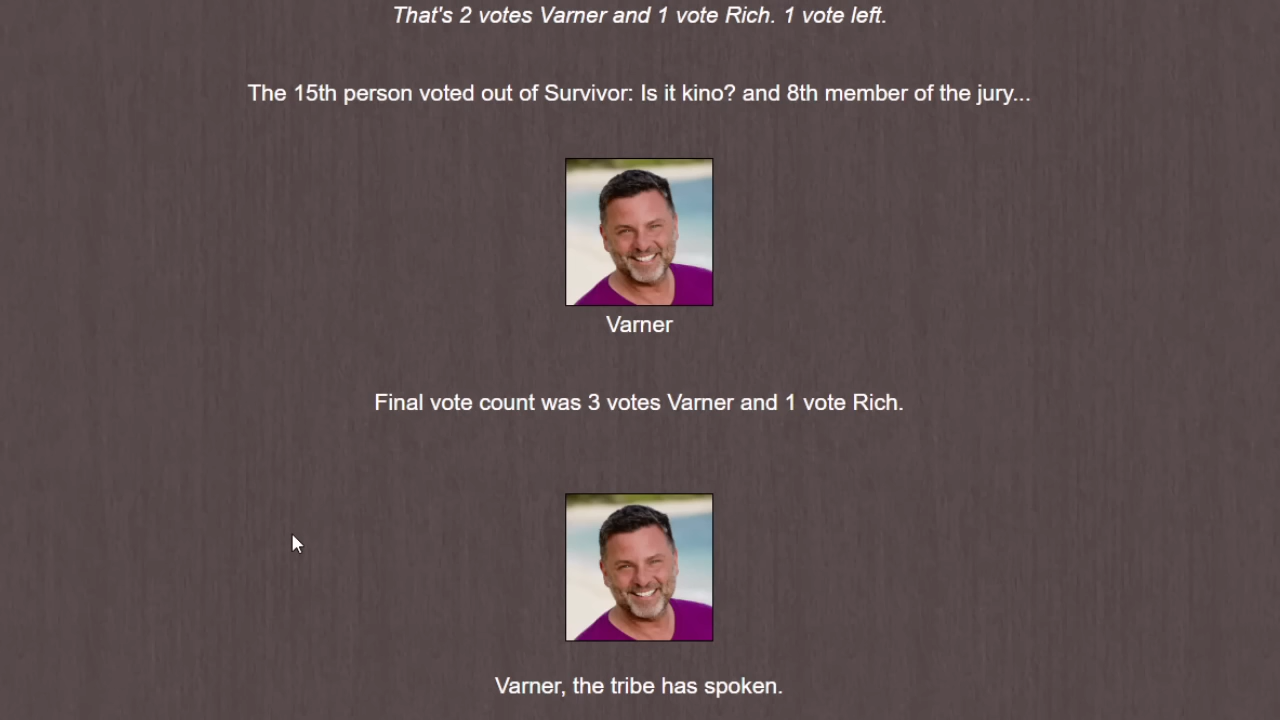 That's 2 votes Varner and 1 vote Rich. 1 vote left.
The 15th person voted out of Survivor: Is it kino? and 8th member of the jury...
Varner
Final vote count was 3 votes Varner and 1 vote Rich.
Varner, the tribe has spoken.